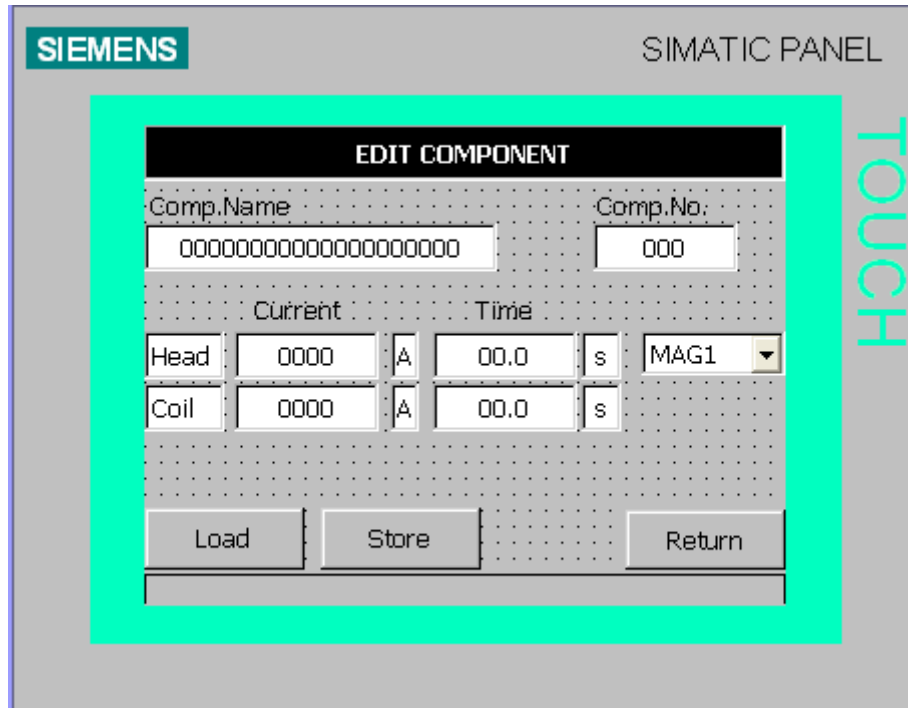 SIEMENS
SIMATIC PANEL
TOUCH
EDIT COMPONENT
Comp.Name Comp.No.
00000000000000000000 000
Current Time
Head 0000 A 00.0 s MAG1
Coil 0000 A 00.0 s
Load Store Return